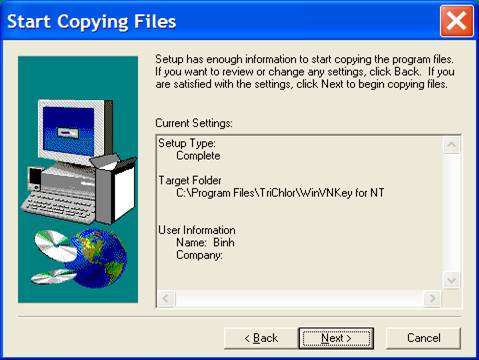 Start Copying Files
Setup has enough information to start copying the program files.
If you want to review or change any settings, click Back.  If you
are satisfied with the settings, click Next to begin copying files.
Current Settings:
Setup Type:
Complete
Target Folder
C:\Program Files\TriChlor\WinVNKey for NT
User Information
Name:  Binh
Company:
< Back
Next >
Cancel